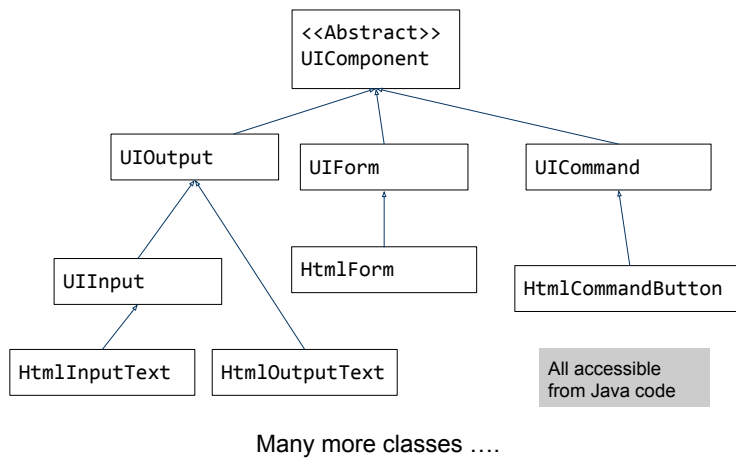 <<Abstract>>
UIComponent
UIOutput
UIForm
UICommand
UIInput
HtmlForm
HtmlCommandButton
HtmlInputText
HtmlOutputText
All accessible
from Java code
Many more classes ….